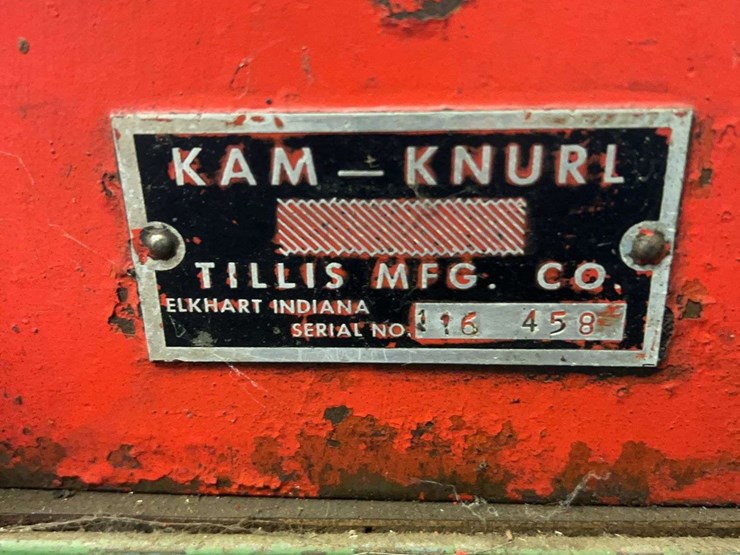 KAM — KNURL
TILLIS MFG. CO.
ELKHART INDIANA
SERIAL NO. 116 458